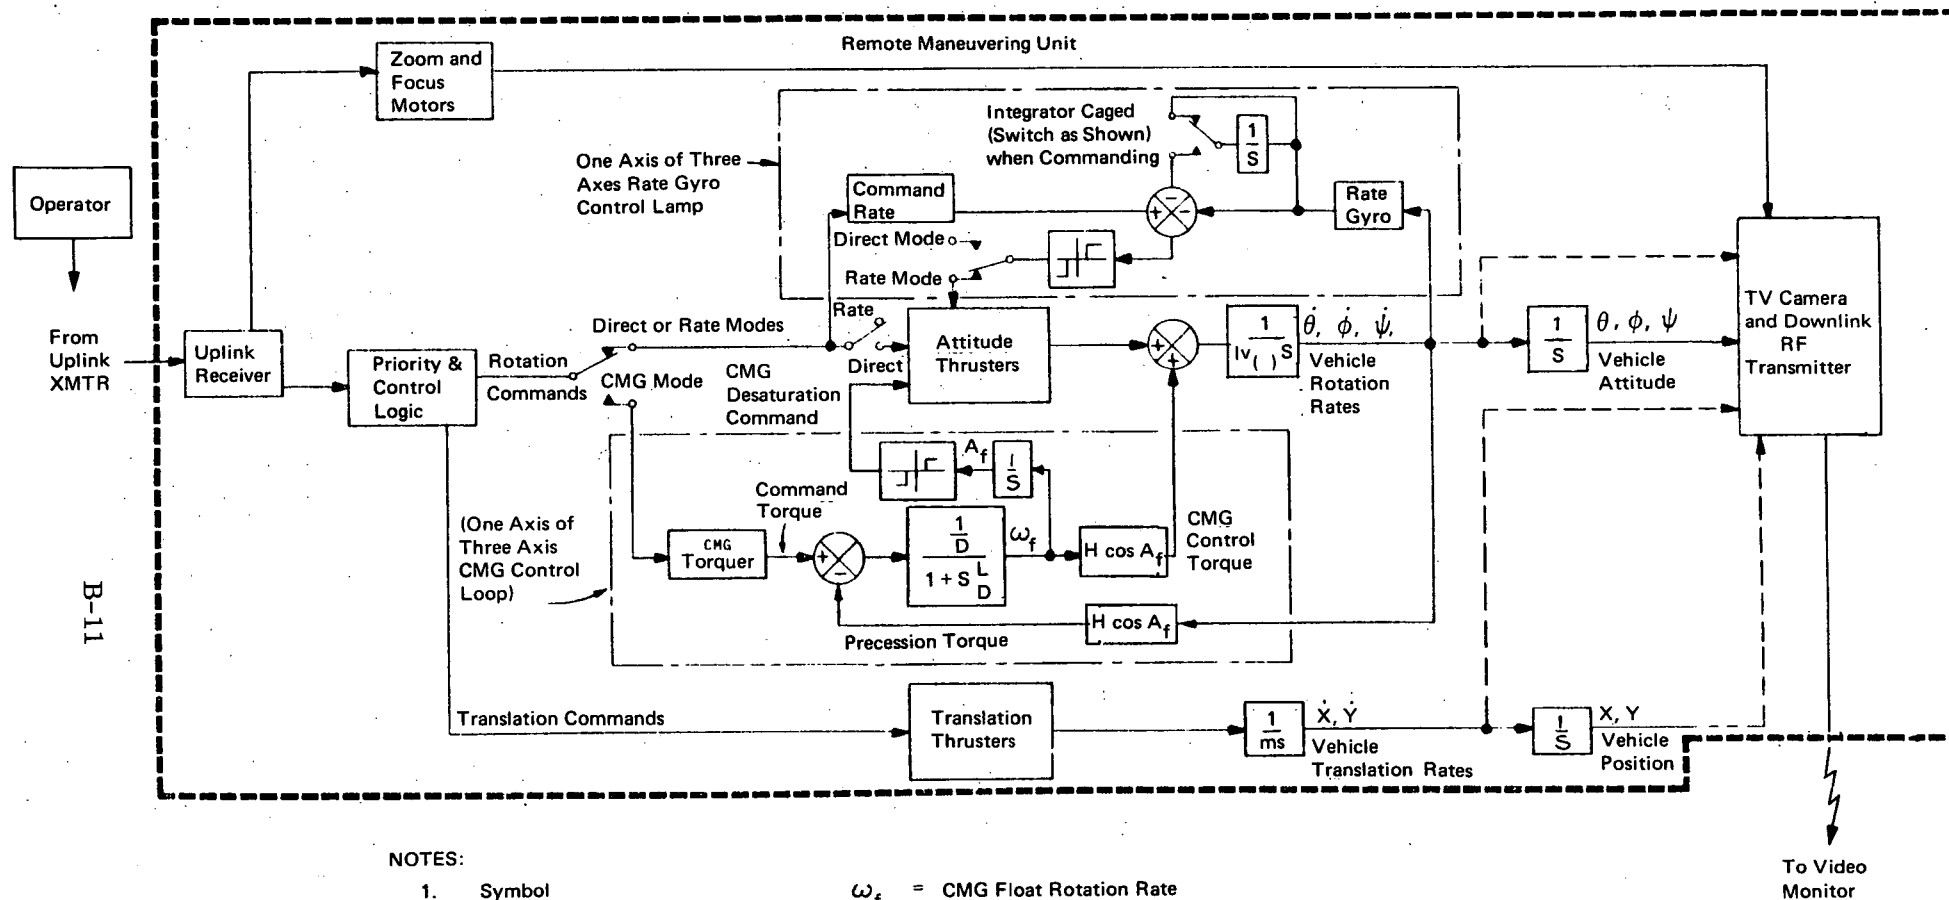 Remote Maneuvering Unit
Zoom and
Focus
Motors
Integrator Caged
(Switch as Shown)
when Commanding
1
S
One Axis of Three
Axes Rate Gyro
Control Lamp
Operator
Command
Rate
+
−
−
Rate
Gyro
Direct Mode
Rate Mode
From
Uplink
XMTR
Uplink
Receiver
Priority &
Control
Logic
Rotation
Commands
Direct or Rate Modes
CMG Mode
Rate
Direct
CMG
Desaturation
Command
Attitude
Thrusters
+
+
1
Iv( ) S
θ̇, ϕ̇, ψ̇,
Vehicle
Rotation
Rates
1
S
θ, ϕ, ψ
Vehicle
Attitude
TV Camera
and Downlink
RF
Transmitter
A_f
1
S
(One Axis of
Three Axis
CMG Control
Loop)
Command
Torque
CMG
Torquer
+
−
1
D
1 + S L
D
ω_f
H cos A_f
CMG
Control
Torque
H cos A_f
Precession Torque
B-11
Translation Commands
Translation
Thrusters
1
ms
Ẋ, Ẏ
Vehicle
Translation Rates
1
S
X, Y
Vehicle
Position
To Video
Monitor
NOTES:
1. Symbol
ω_f = CMG Float Rotation Rate